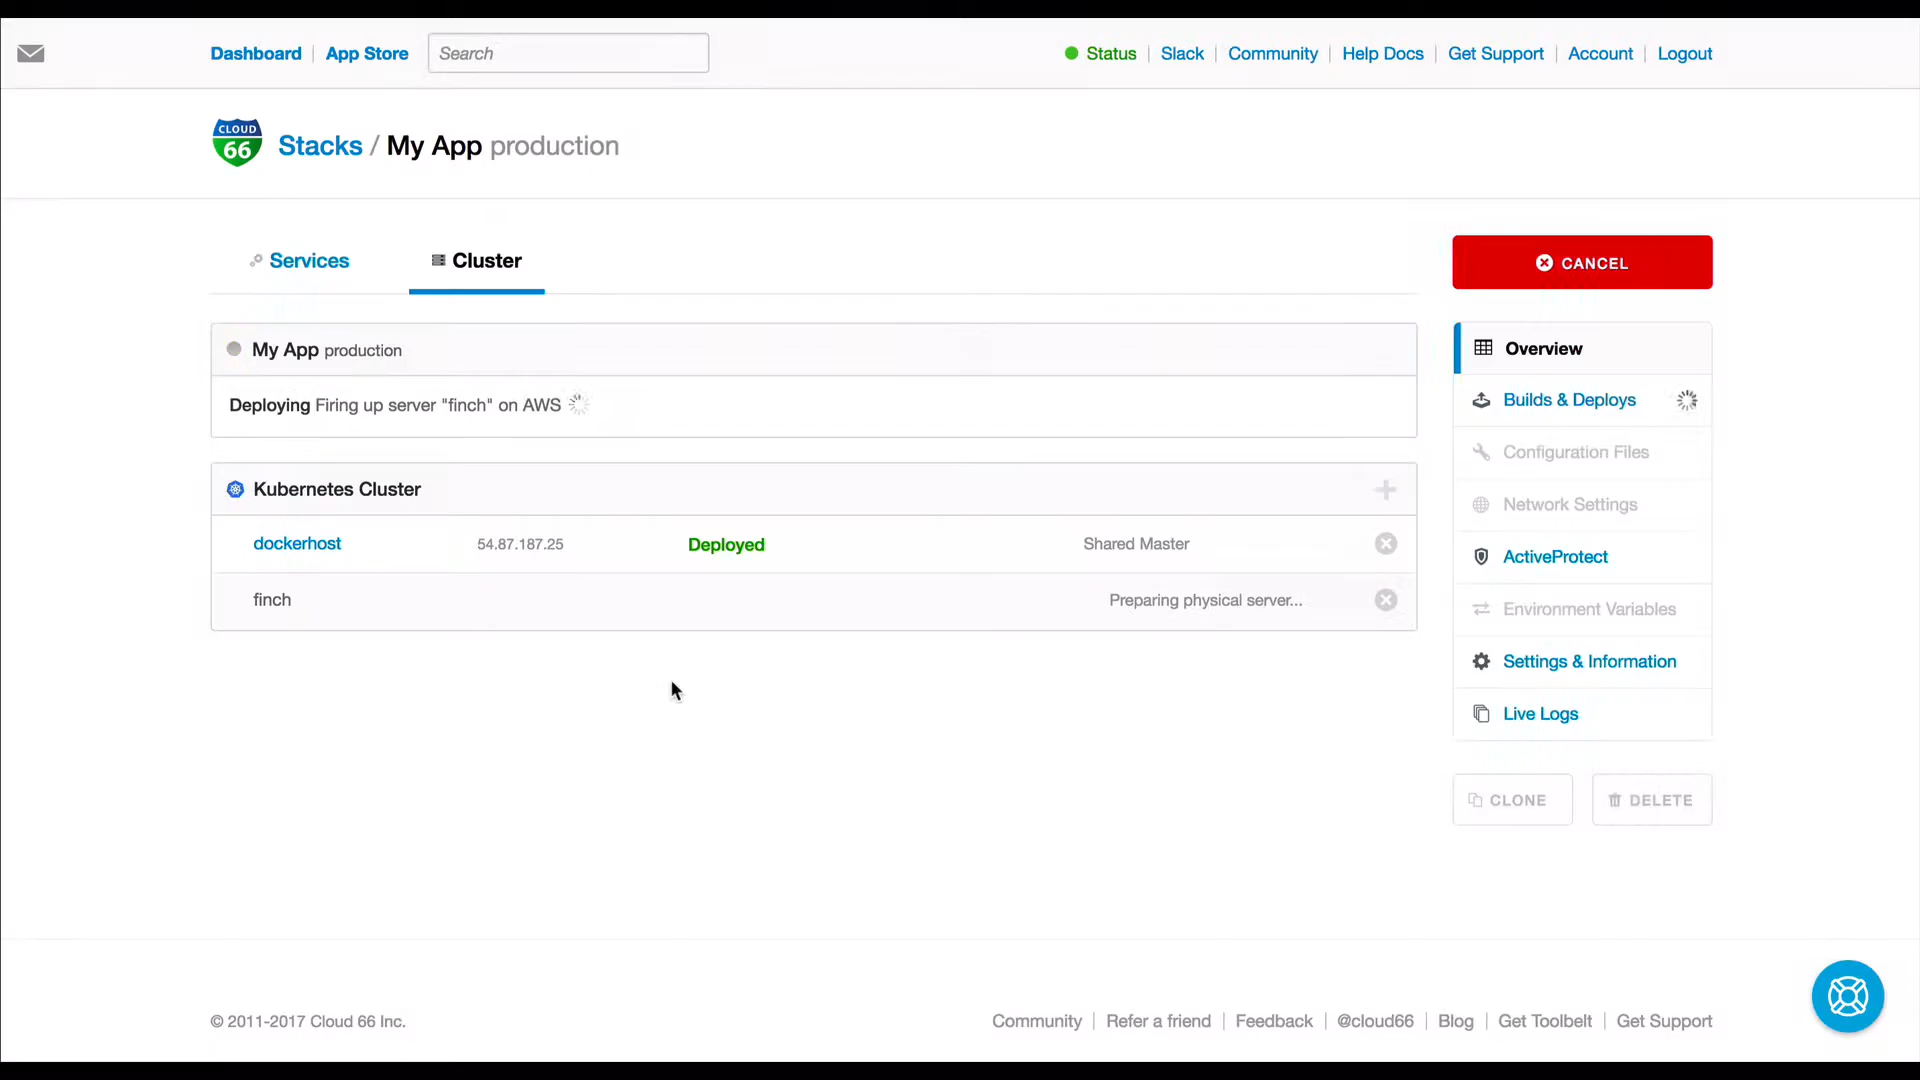 Dashboard | App Store Search Status | Slack | Community | Help Docs | Get Support | Account | Logout
CLOUD 66
Stacks / My App production
Services Cluster
CANCEL
My App production
Deploying Firing up server "finch" on AWS
Kubernetes Cluster
dockerhost 54.87.187.25 Deployed Shared Master
finch Preparing physical server...
Overview
Builds & Deploys
Configuration Files
Network Settings
ActiveProtect
Environment Variables
Settings & Information
Live Logs
CLONE DELETE
© 2011-2017 Cloud 66 Inc. Community | Refer a friend | Feedback | @cloud66 | Blog | Get Toolbelt | Get Support